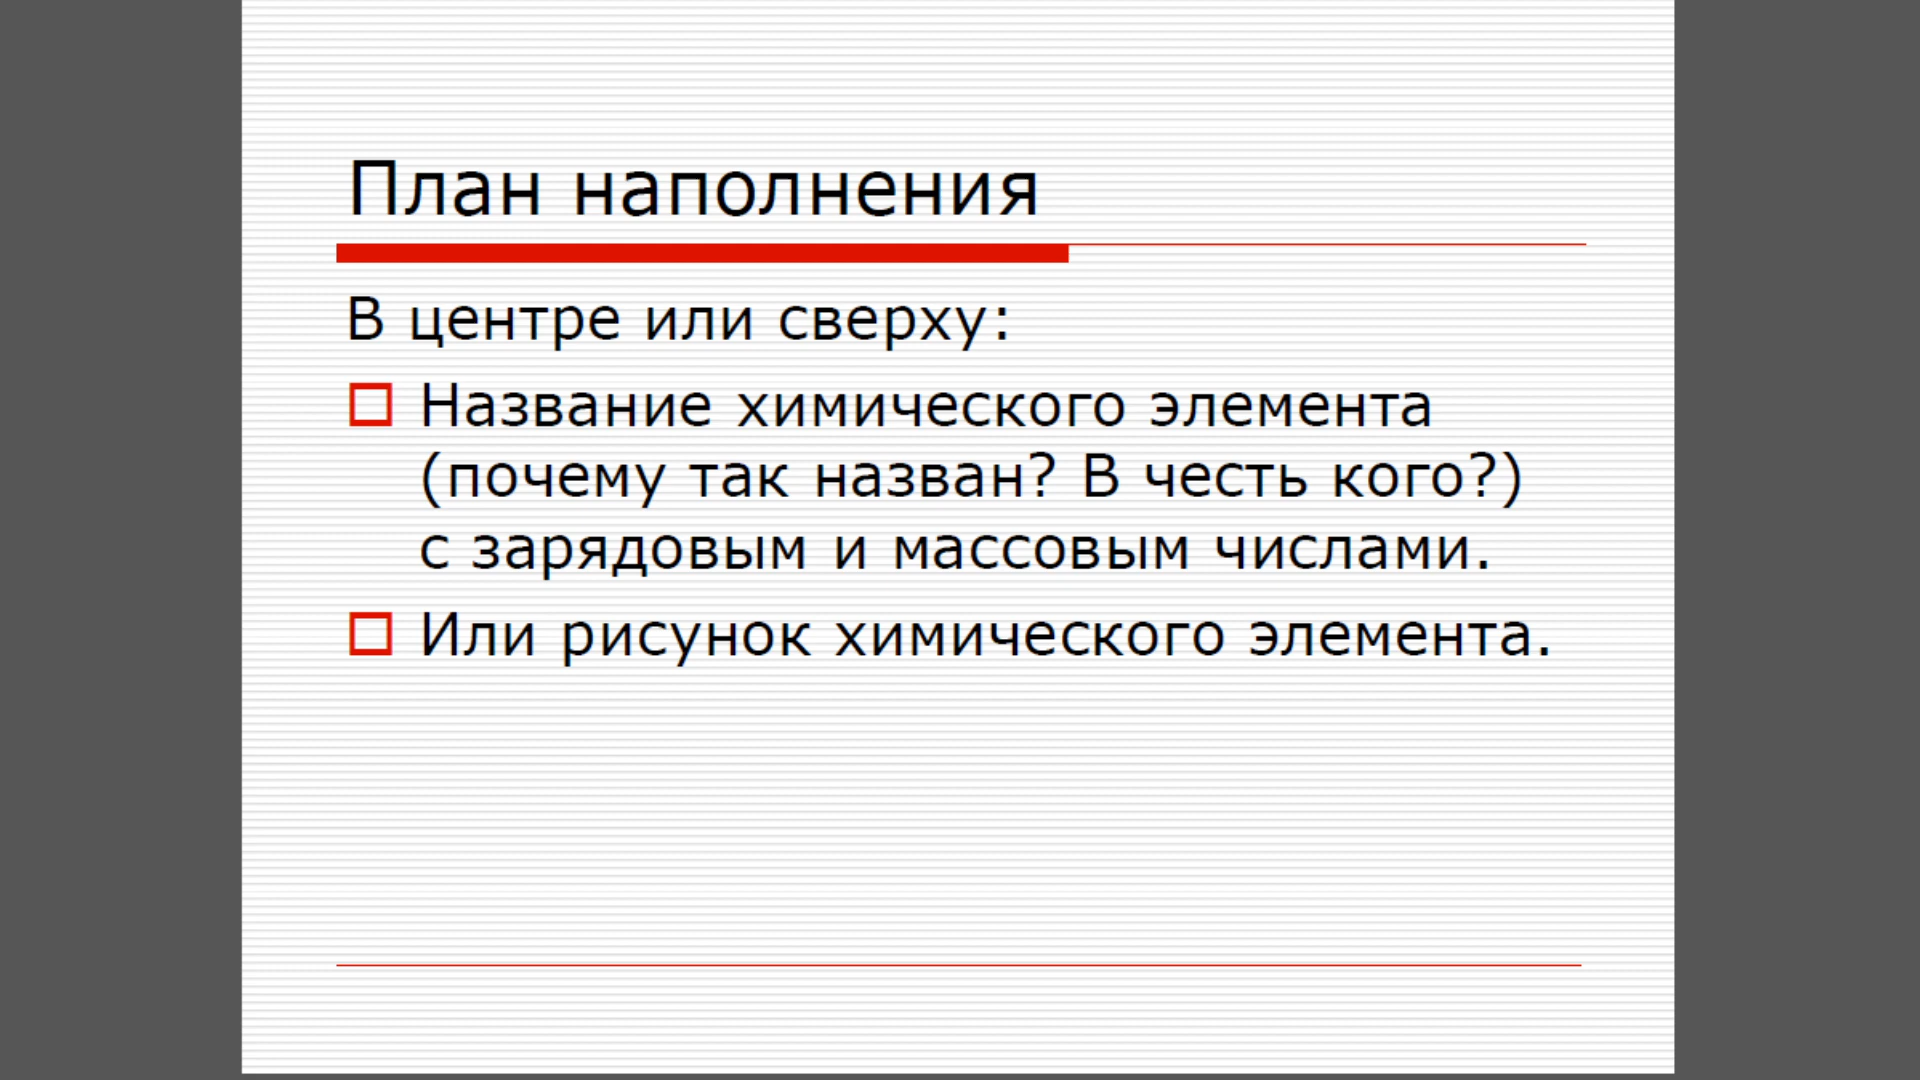 План наполнения
В центре или сверху:
Название химического элемента
(почему так назван? В честь кого?)
с зарядовым и массовым числами.
Или рисунок химического элемента.